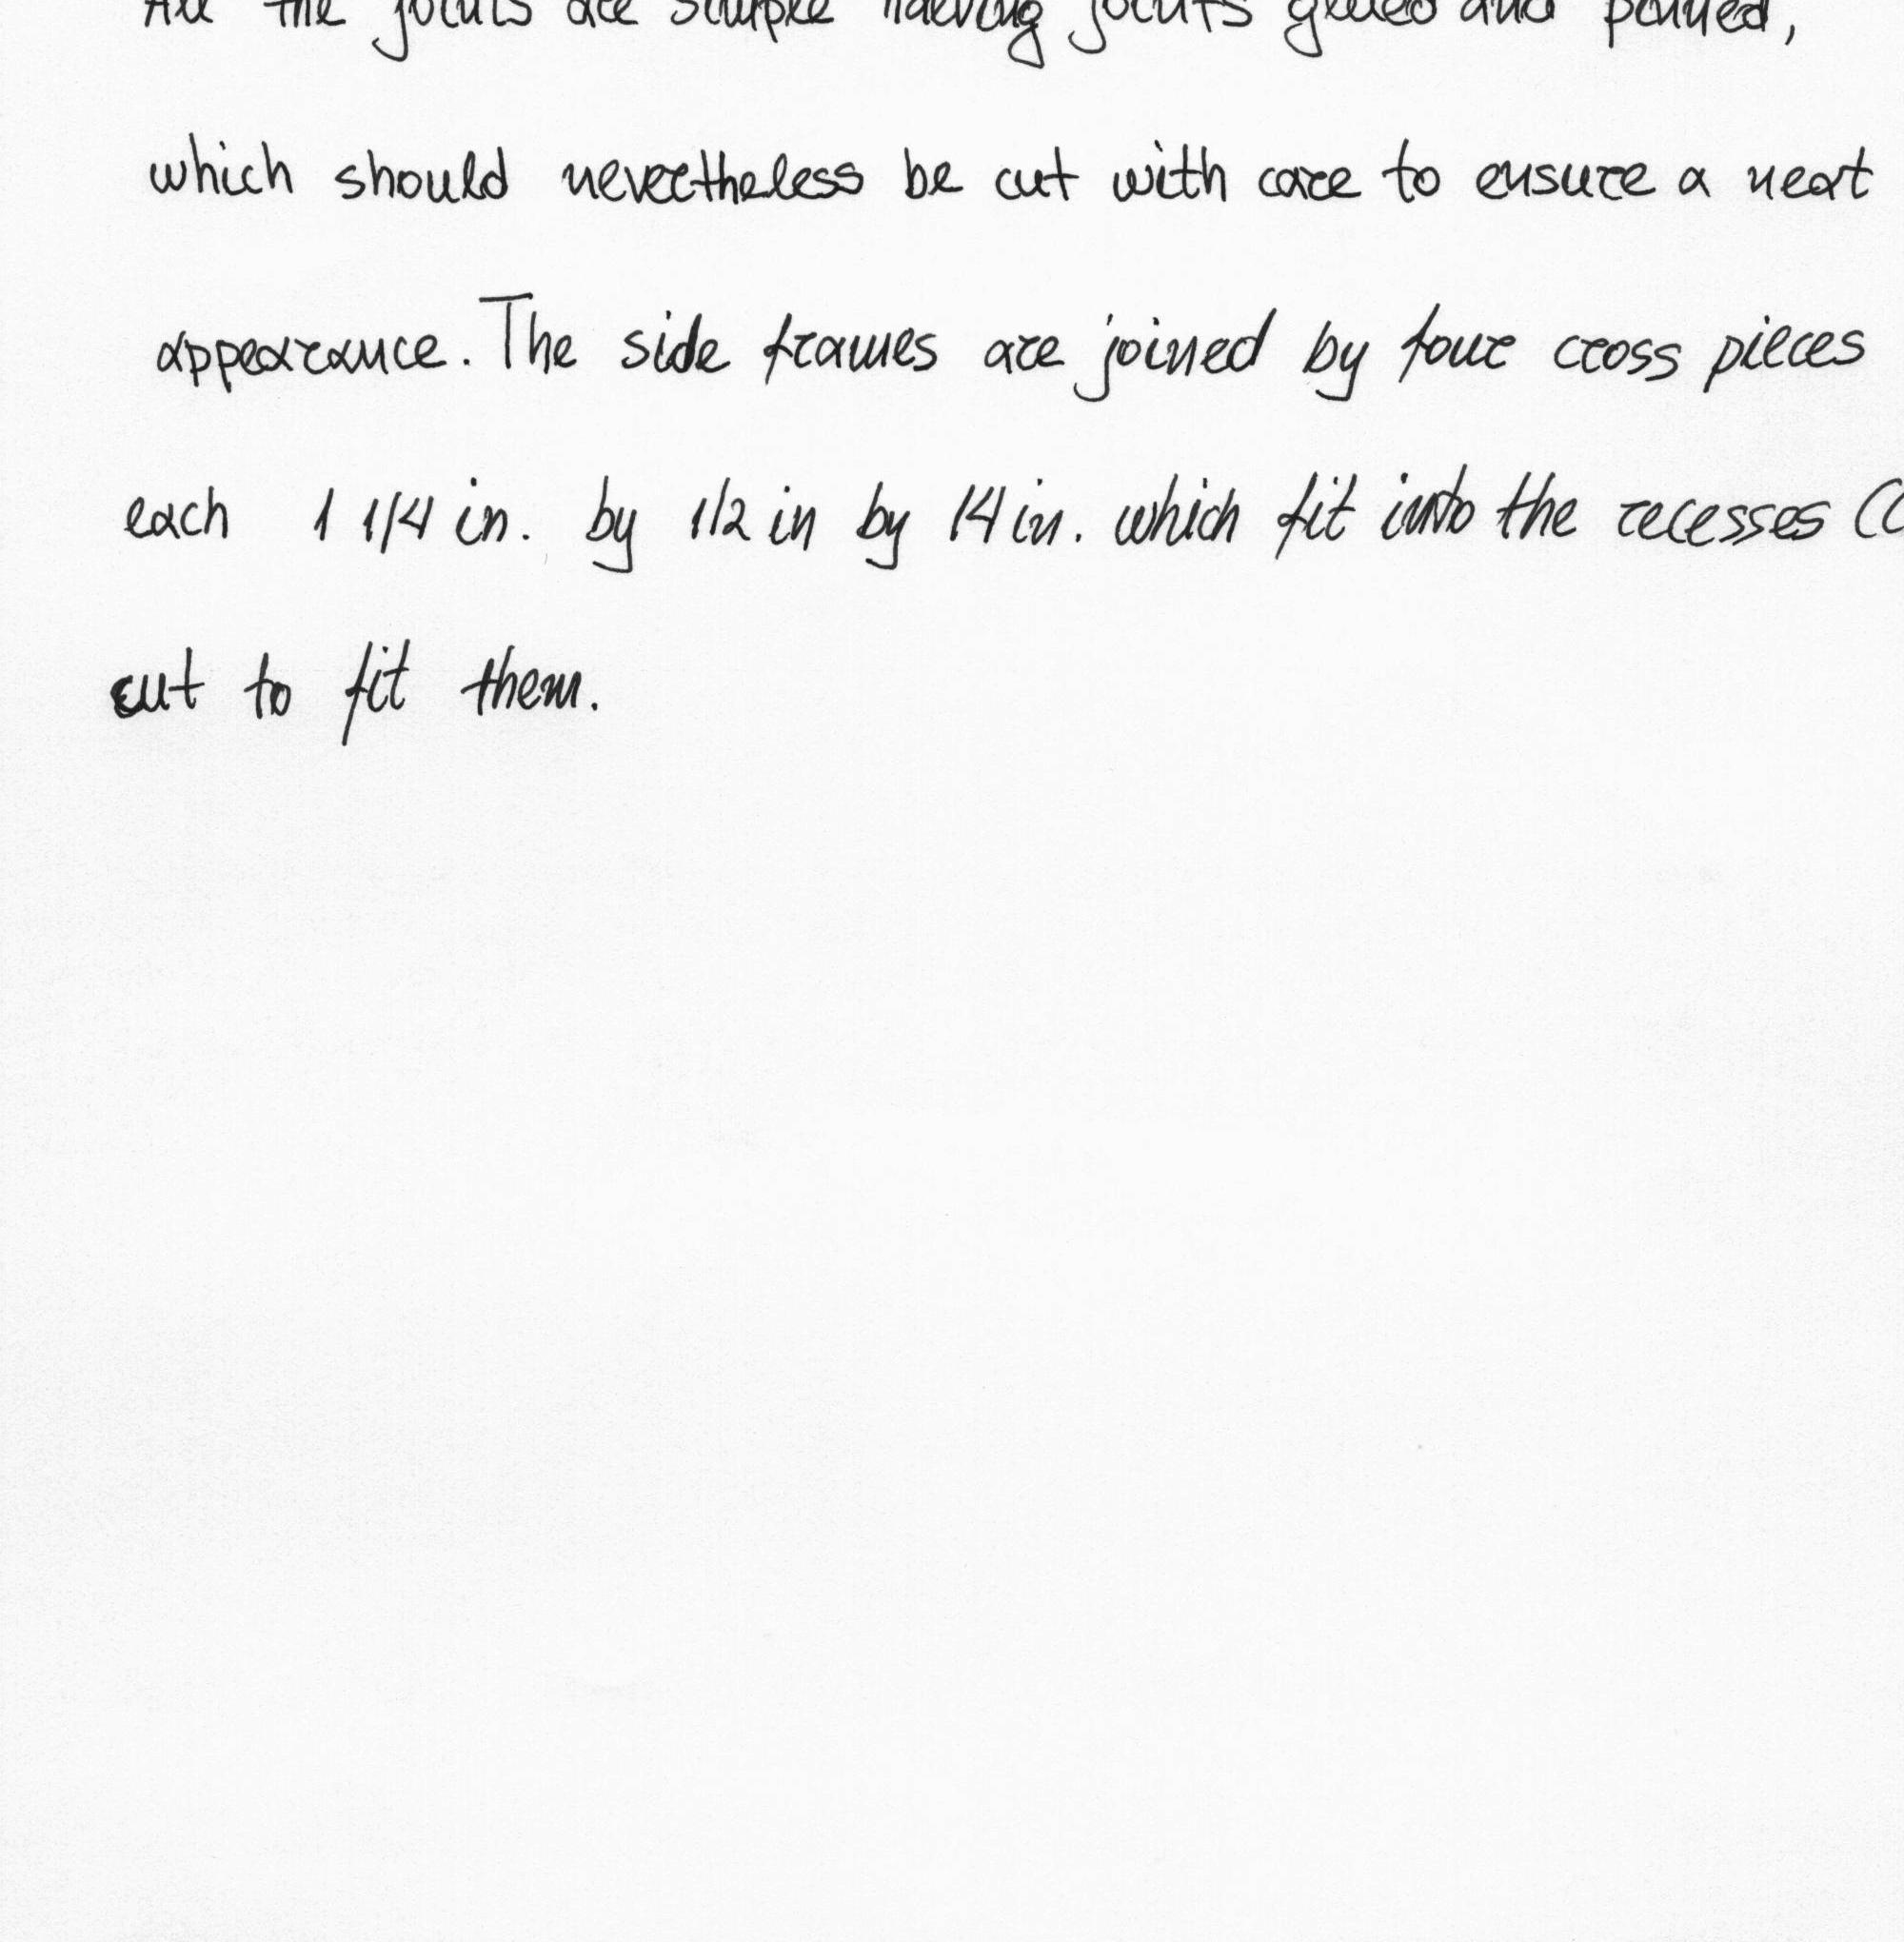 All the joints are simple halving joints glued and pinned,
which should nevertheless be cut with care to ensure a neat
appearance. The side frames are joined by four cross pieces
each 1 1/4 in. by 1/2 in by 14 in. which fit into the recesses
cut to fit them.